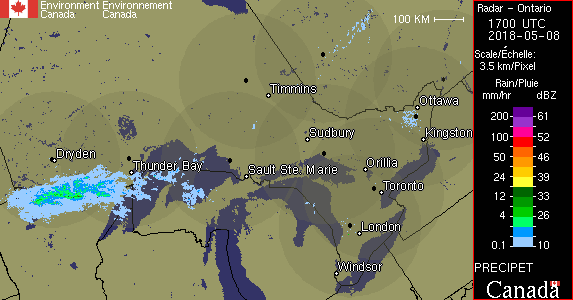 Environment Environnement
Canada Canada
100 KM
Timmins
Ottawa
Sudbury
Kingston
Dryden
Thunder Bay
Sault Ste. Marie
Orillia
Toronto
London
Windsor
Radar - Ontario
1700 UTC
2018-05-08
Scale/Échelle:
3.5 km/Pixel
Rain/Pluie
mm/hr dBZ
200 61
100 52
50 46
24 39
12 33
4 26
0.1 10
PRECIPET
Canada